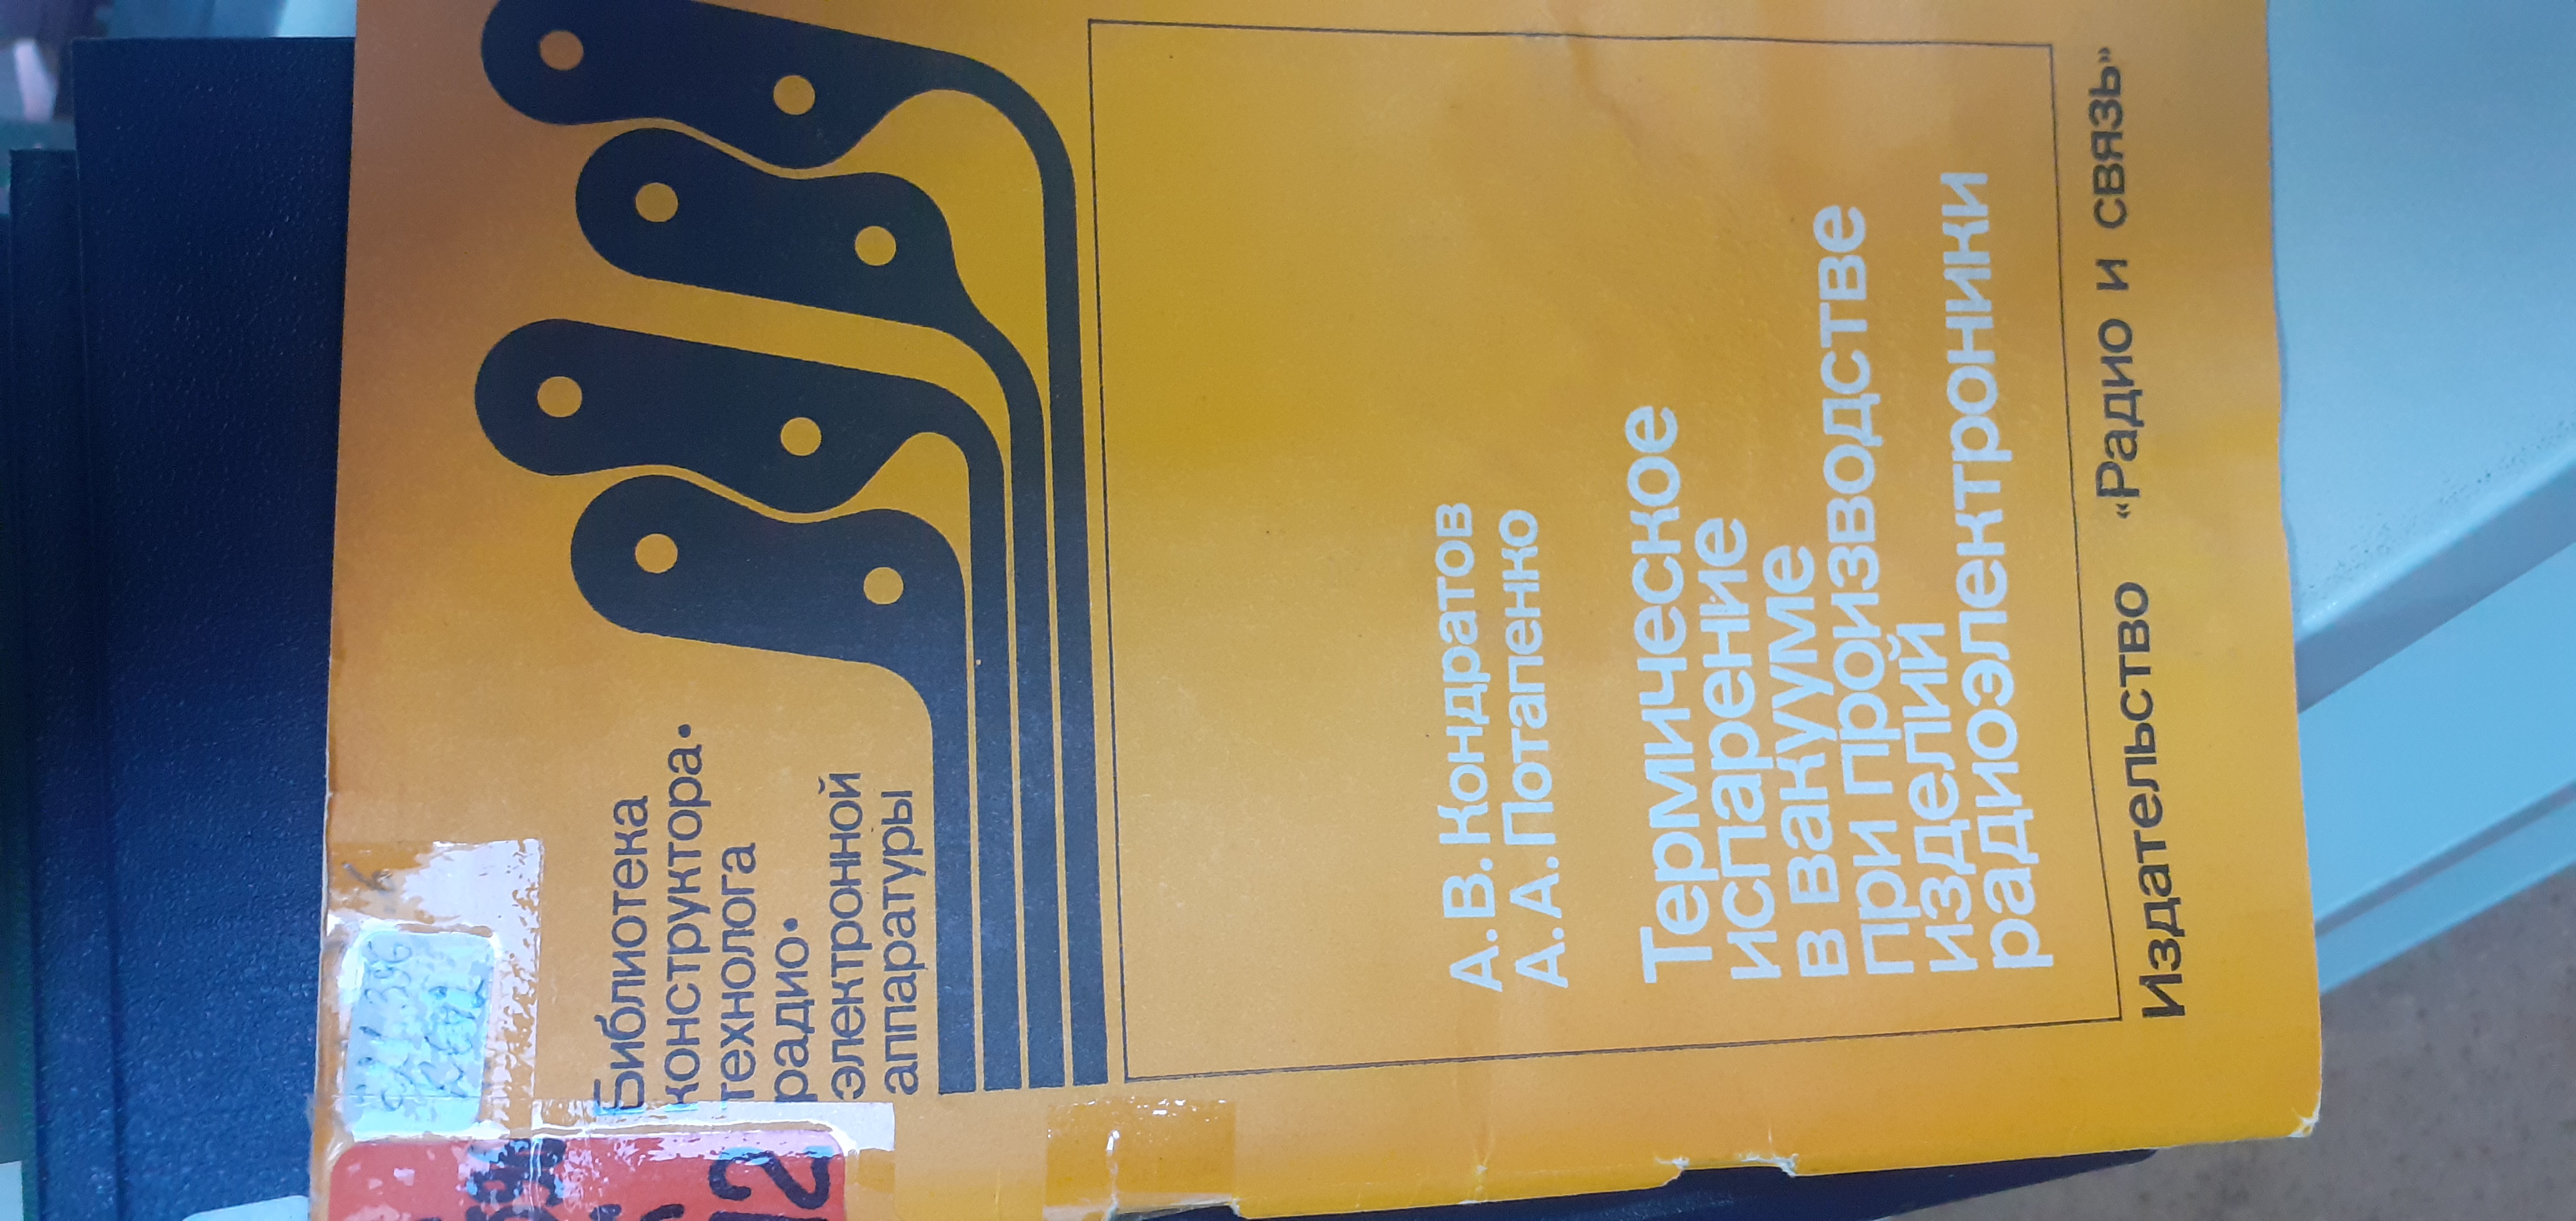 Библиотека
конструктора•
технолога
радио•
электронной
аппаратуры
А. В. Кондратов
А. А. Потапенко
Термическое
испарение
в вакууме
при производстве
изделий
радиоэлектроники
Издательство «Радио и связь»